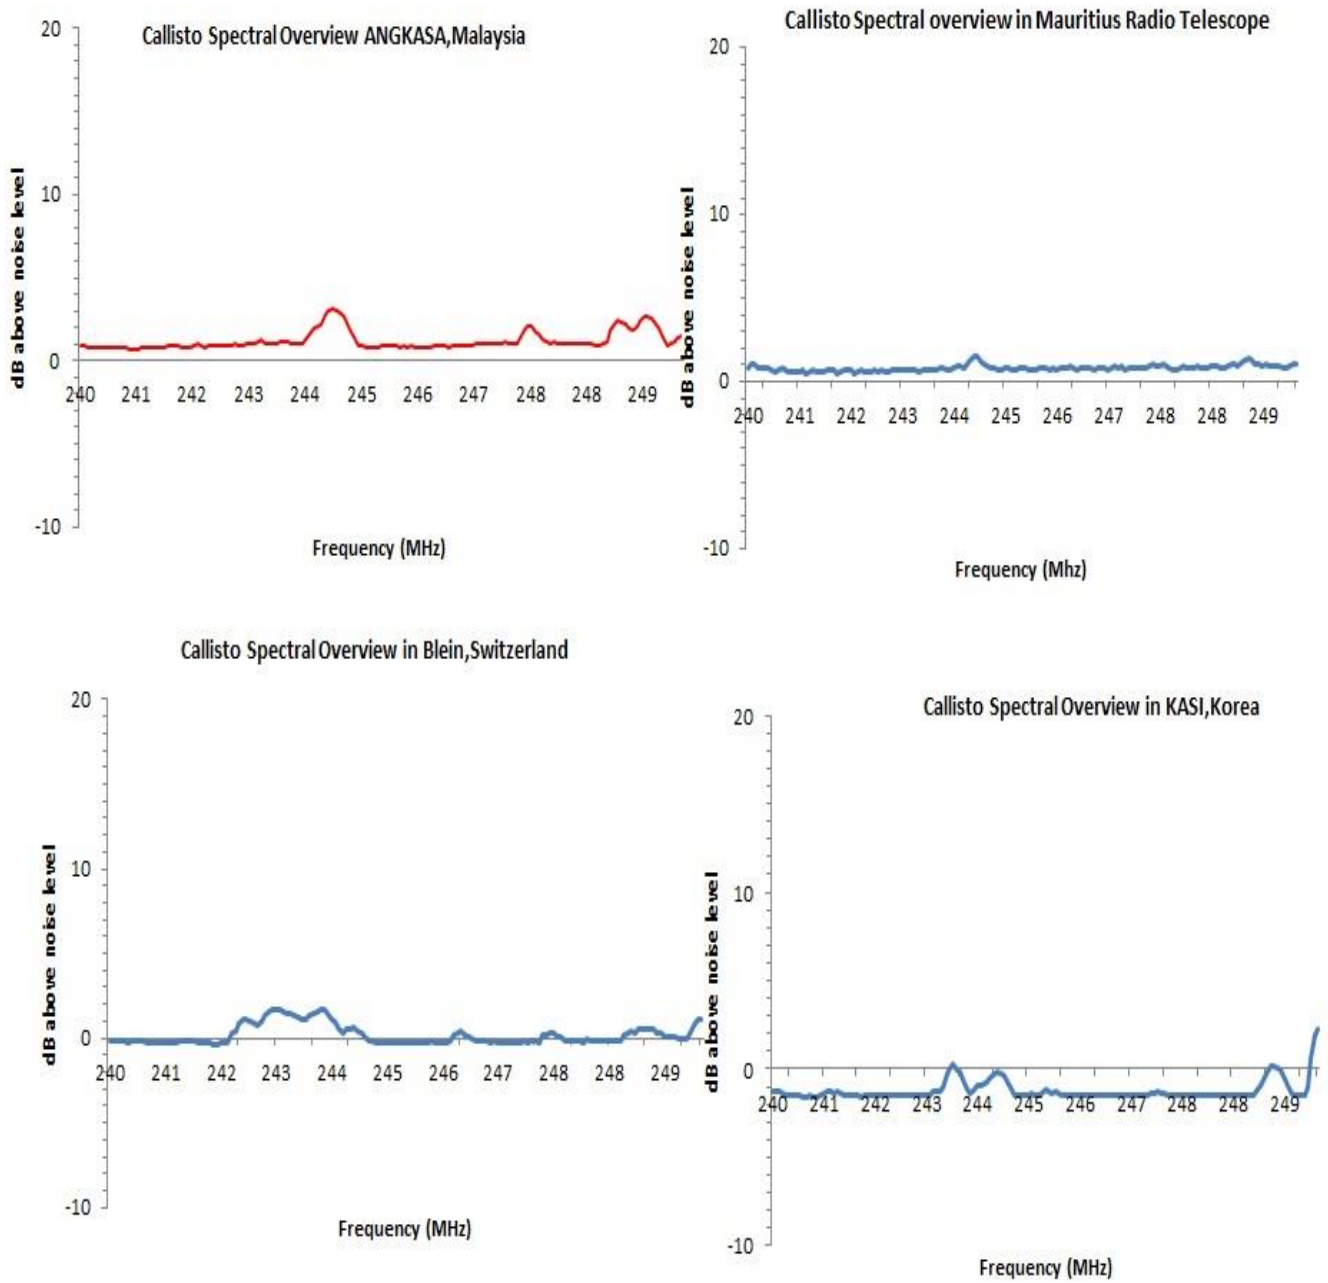 Callisto Spectral Overview ANGKASA,Malaysia
20
10
0
-10
dB above noise level
240 241 242 243 244 245 246 247 248 248 249
Frequency (MHz)
Callisto Spectral overview in Mauritius Radio Telescope
20
10
0
-10
dB above noise level
240 241 242 243 244 245 246 247 248 248 249
Frequency (Mhz)
Callisto Spectral Overview in Blein,Switzerland
20
10
0
-10
dB above noise level
240 241 242 243 244 245 246 247 248 248 249
Frequency (MHz)
Callisto Spectral Overview in KASI,Korea
20
10
0
-10
dB above noise level
240 241 242 243 244 245 246 247 248 248 249
Frequency (MHz)